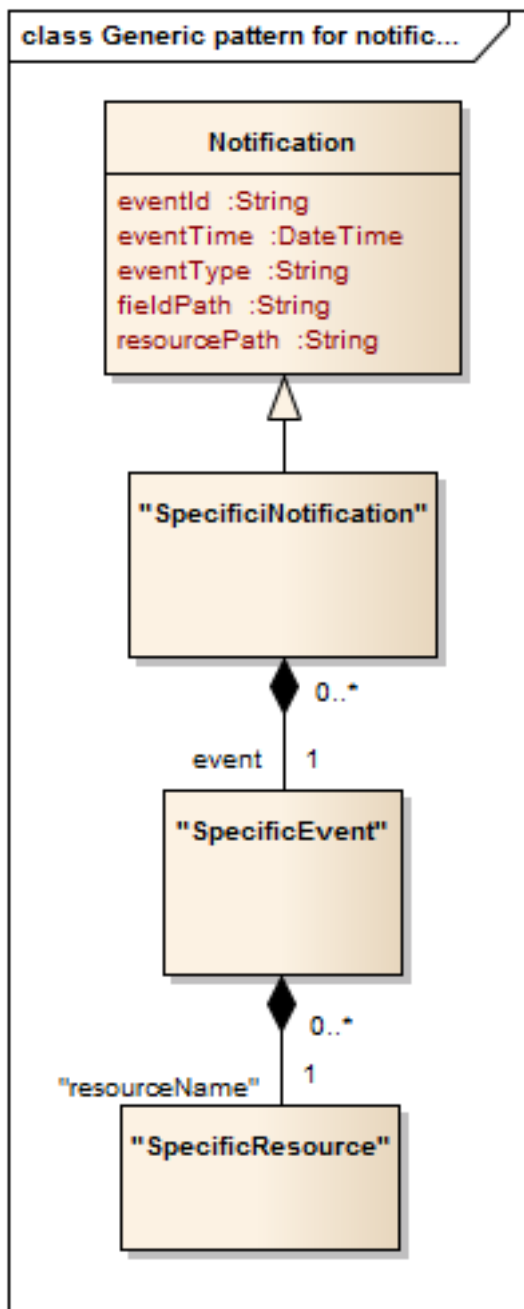 class Generic pattern for notific...
Notification
eventId :String
eventTime :DateTime
eventType :String
fieldPath :String
resourcePath :String
"SpecificiNotification"
0..*
event 1
"SpecificEvent"
0..*
"resourceName" 1
"SpecificResource"